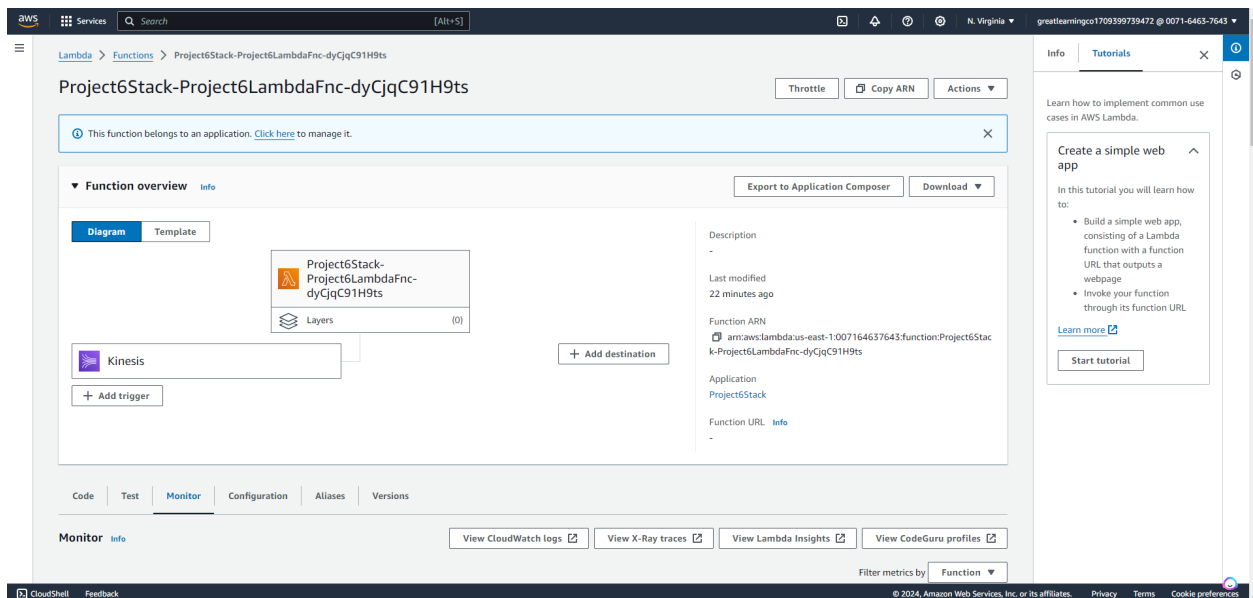 aws Services Search [Alt+S] N. Virginia ▼ greatlearningco1709399739472 @ 0071-6463-7643 ▼
Lambda > Functions > Project6Stack-Project6LambdaFnc-dyCjqC91H9ts
Project6Stack-Project6LambdaFnc-dyCjqC91H9ts
Throttle Copy ARN Actions ▼
This function belongs to an application. Click here to manage it.
▼ Function overview Info
Export to Application Composer Download ▼
Diagram Template
Project6Stack-
Project6LambdaFnc-
dyCjqC91H9ts
Layers (0)
Kinesis
+ Add trigger
+ Add destination
Description
-
Last modified
22 minutes ago
Function ARN
arn:aws:lambda:us-east-1:007164637643:function:Project6Stac
k-Project6LambdaFnc-dyCjqC91H9ts
Application
Project6Stack
Function URL Info
-
Code Test Monitor Configuration Aliases Versions
Monitor Info
View CloudWatch logs View X-Ray traces View Lambda Insights View CodeGuru profiles
Filter metrics by Function ▼
Info Tutorials
Learn how to implement common use
cases in AWS Lambda.
Create a simple web
app
In this tutorial you will learn how
to:
• Build a simple web app,
consisting of a Lambda
function with a function
URL that outputs a
webpage
• Invoke your function
through its function URL
Learn more
Start tutorial
CloudShell Feedback © 2024, Amazon Web Services, Inc. or its affiliates. Privacy Terms Cookie preferences